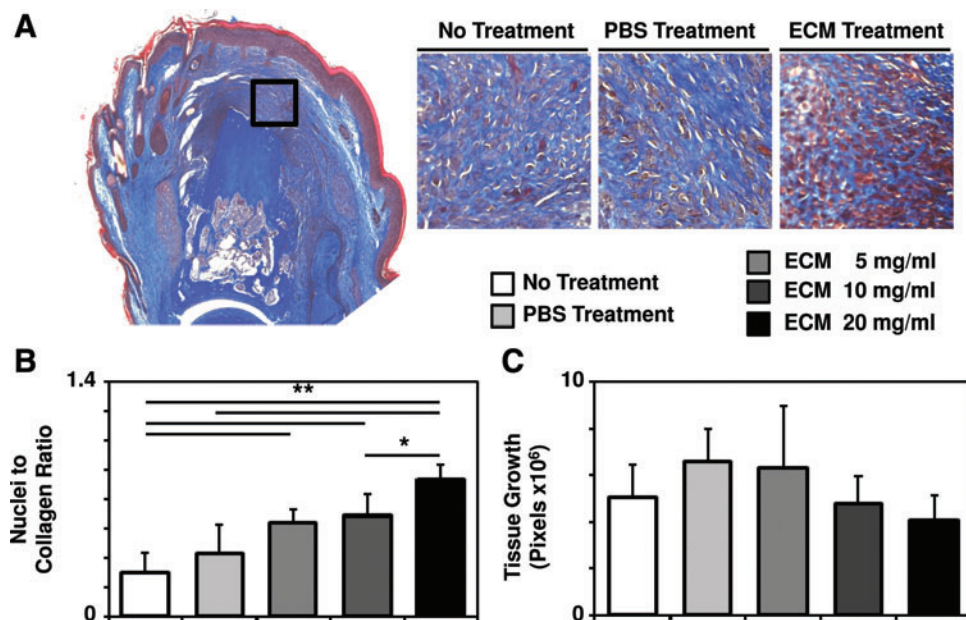 A
No Treatment PBS Treatment ECM Treatment
No Treatment
PBS Treatment
ECM 5 mg/ml
ECM 10 mg/ml
ECM 20 mg/ml
B
1.4
0
Nuclei to
Collagen Ratio
**
*
C
10
0
Tissue Growth
(Pixels x10⁶)